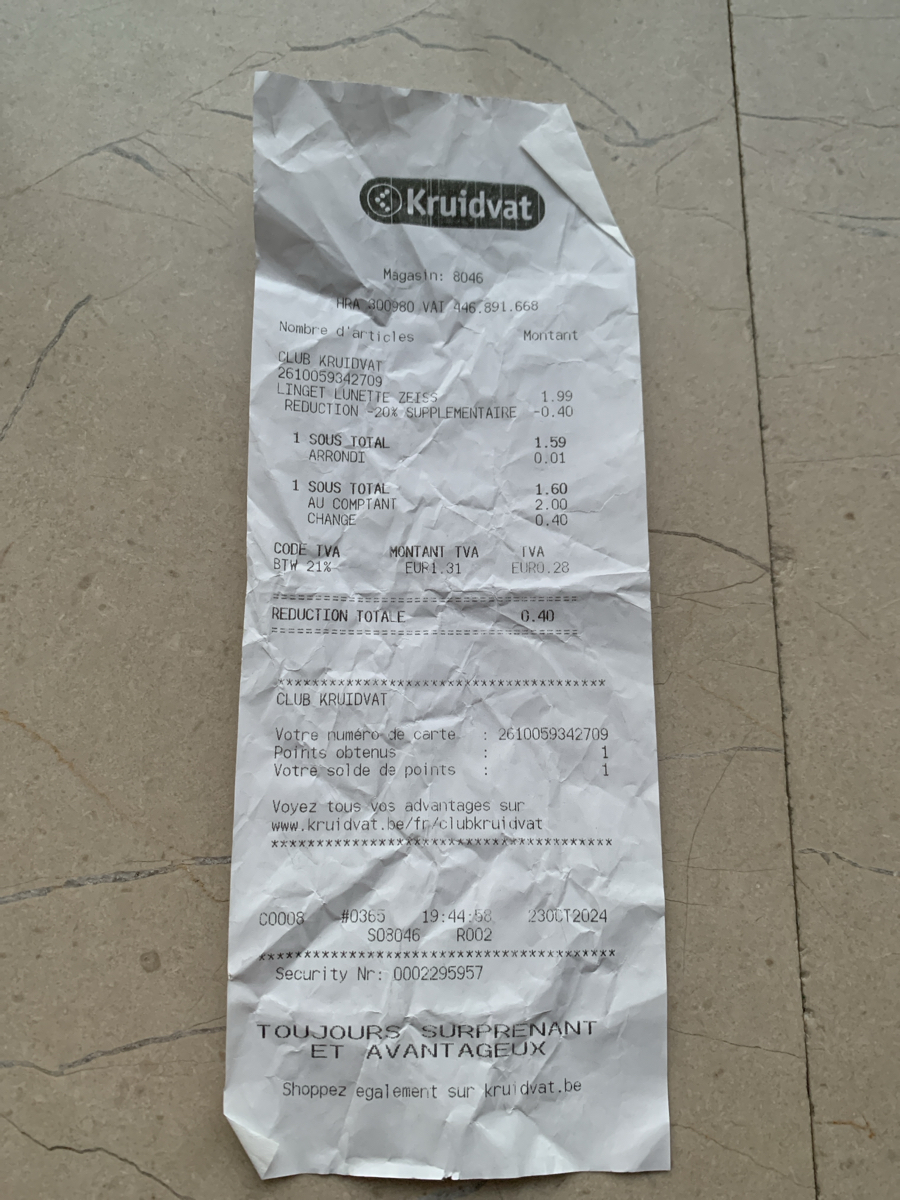 Kruidvat
Magasin: 8046
HRA 300980 VAT 446.891.668
Nombre d'articles Montant
CLUB KRUIDVAT
2610059342709
LINGET LUNETTE ZEISS 1.99
REDUCTION -20% SUPPLEMENTAIRE -0.40
1 SOUS TOTAL 1.59
ARRONDI 0.01
1 SOUS TOTAL 1.60
AU COMPTANT 2.00
CHANGE 0.40
CODE TVA MONTANT TVA TVA
BTW 21% EUR1.31 EUR0.28
========================================
REDUCTION TOTALE 0.40
========================================
***************************************
CLUB KRUIDVAT
Votre numéro de carte : 2610059342709
Points obtenus : 1
Votre solde de points : 1
Voyez tous vos advantages sur
www.kruidvat.be/fr/clubkruidvat
***************************************
C0008 #0365 19:44:58 23OCT2024
S08046 R002
***************************************
Security Nr: 0002295957
TOUJOURS SURPRENANT
ET AVANTAGEUX
Shoppez egalement sur kruidvat.be